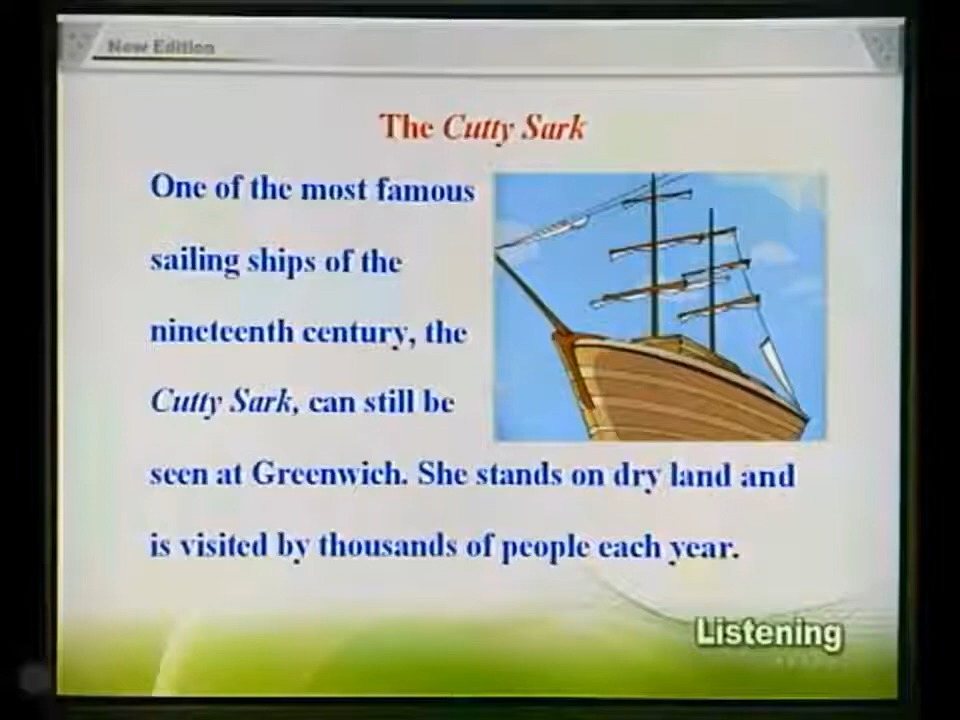 New Edition
The Cutty Sark
One of the most famous
sailing ships of the
nineteenth century, the
Cutty Sark, can still be
seen at Greenwich. She stands on dry land and
is visited by thousands of people each year.
Listening